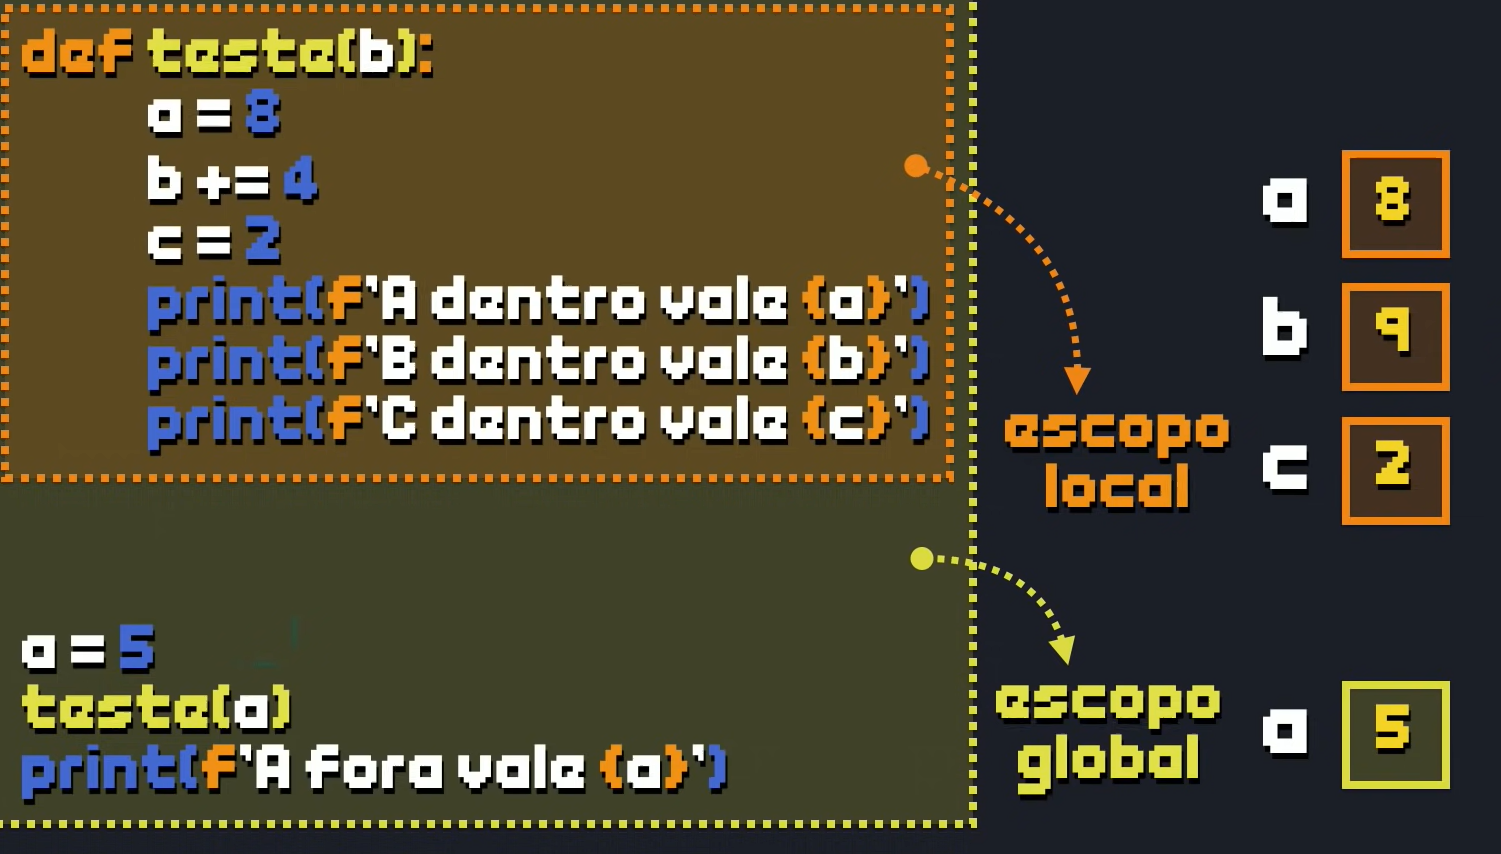 def teste(b):
a = 8
b += 4
c = 2
print(f'A dentro vale {a}')
print(f'B dentro vale {b}')
print(f'C dentro vale {c}')
a = 5
teste(a)
print(f'A fora vale {a}')
a 8
b 9
c 2
escopo
local
escopo
global
a 5